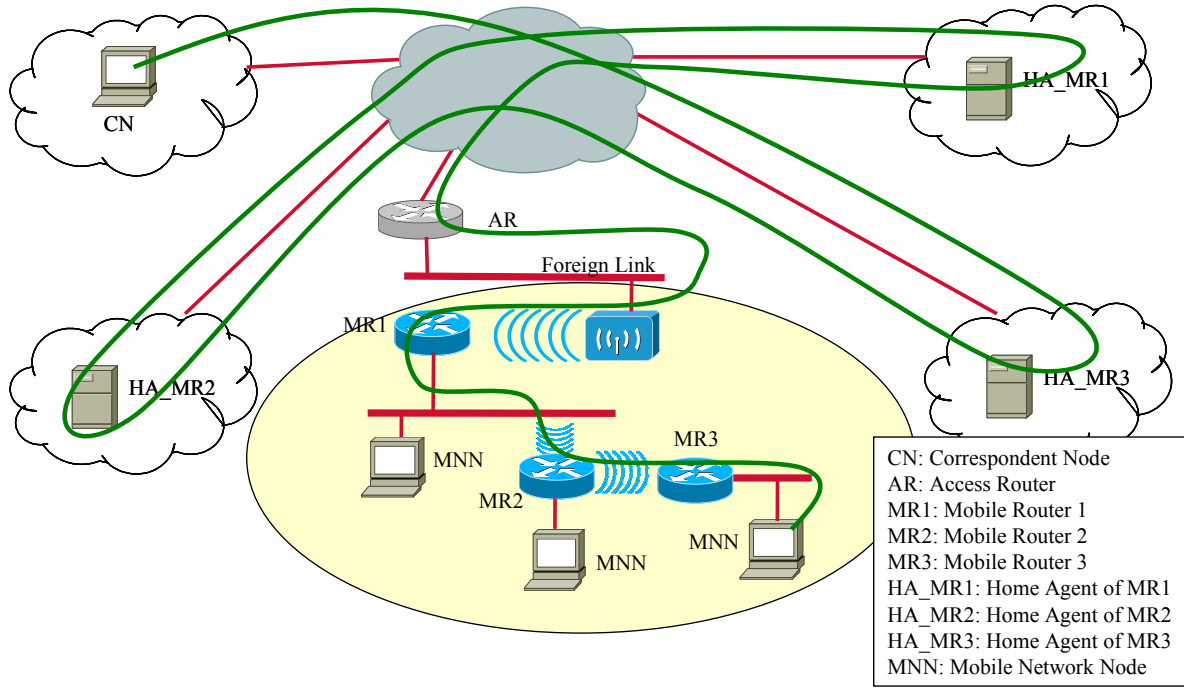 CN
HA_MR1
AR
Foreign Link
MR1
HA_MR2
HA_MR3
MNN
MR3
MR2
MNN
MNN
CN: Correspondent Node
AR: Access Router
MR1: Mobile Router 1
MR2: Mobile Router 2
MR3: Mobile Router 3
HA_MR1: Home Agent of MR1
HA_MR2: Home Agent of MR2
HA_MR3: Home Agent of MR3
MNN: Mobile Network Node